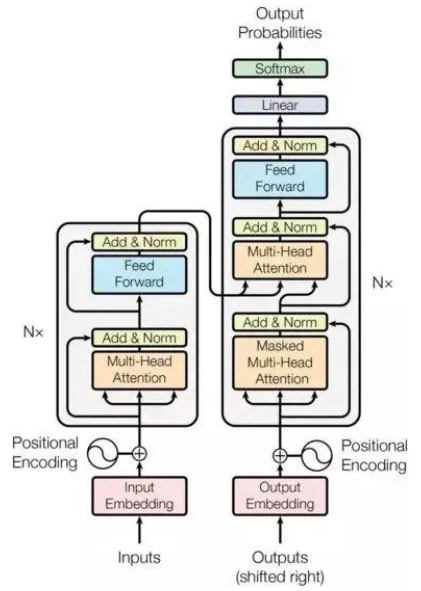 Output
Probabilities
Softmax
Linear
Add & Norm
Feed
Forward
Add & Norm
Multi-Head
Attention
Add & Norm
Masked
Multi-Head
Attention
Nx
Positional
Encoding
Output
Embedding
Outputs
(shifted right)
Add & Norm
Feed
Forward
Add & Norm
Multi-Head
Attention
Nx
Positional
Encoding
Input
Embedding
Inputs